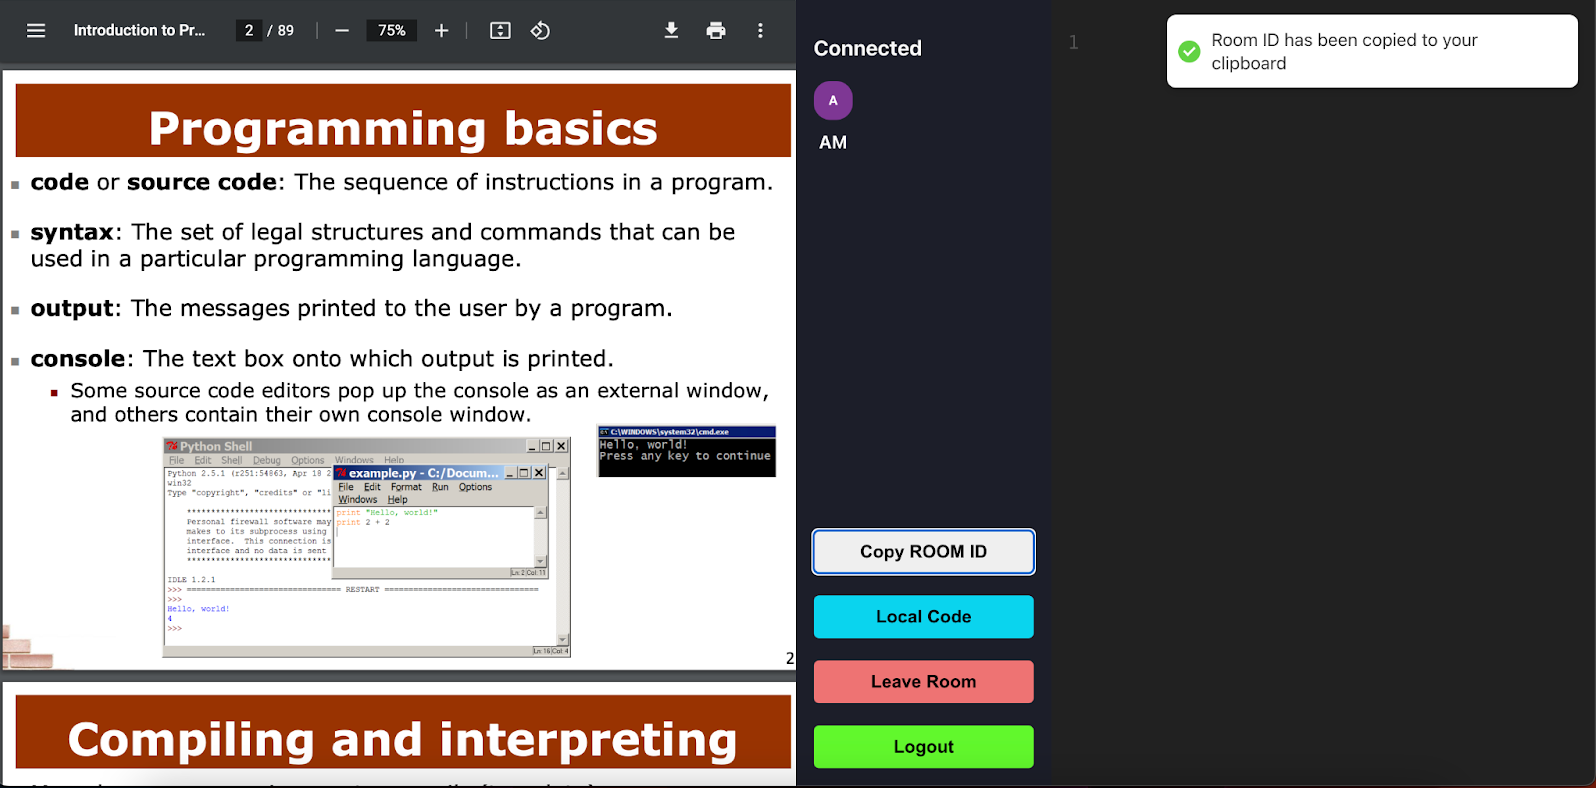 Introduction to Pr...
2 / 89
75%
Programming basics
code or source code: The sequence of instructions in a program.
syntax: The set of legal structures and commands that can be
used in a particular programming language.
output: The messages printed to the user by a program.
console: The text box onto which output is printed.
Some source code editors pop up the console as an external window,
and others contain their own console window.
Python Shell
File Edit Shell Debug Options Windows Help
Python 2.5.1 (r251:54863, Apr 18 2
win32
Type "copyright", "credits" or "li
****************************
Personal firewall software may
makes to its subprocess using
interface. This connection is
interface and no data is sent
****************************
IDLE 1.2.1
>>> ================================ RESTART ================================
>>>
Hello, world!
4
>>>
Ln: 16 Col: 4
example.py - C:/Docum...
File Edit Format Run Options
Windows Help
print "Hello, world!"
print 2 + 2
Ln: 2 Col: 11
C:\WINDOWS\system32\cmd.exe
Hello, world!
Press any key to continue
2
Compiling and interpreting
Connected
A
AM
Copy ROOM ID
Local Code
Leave Room
Logout
1
Room ID has been copied to your
clipboard